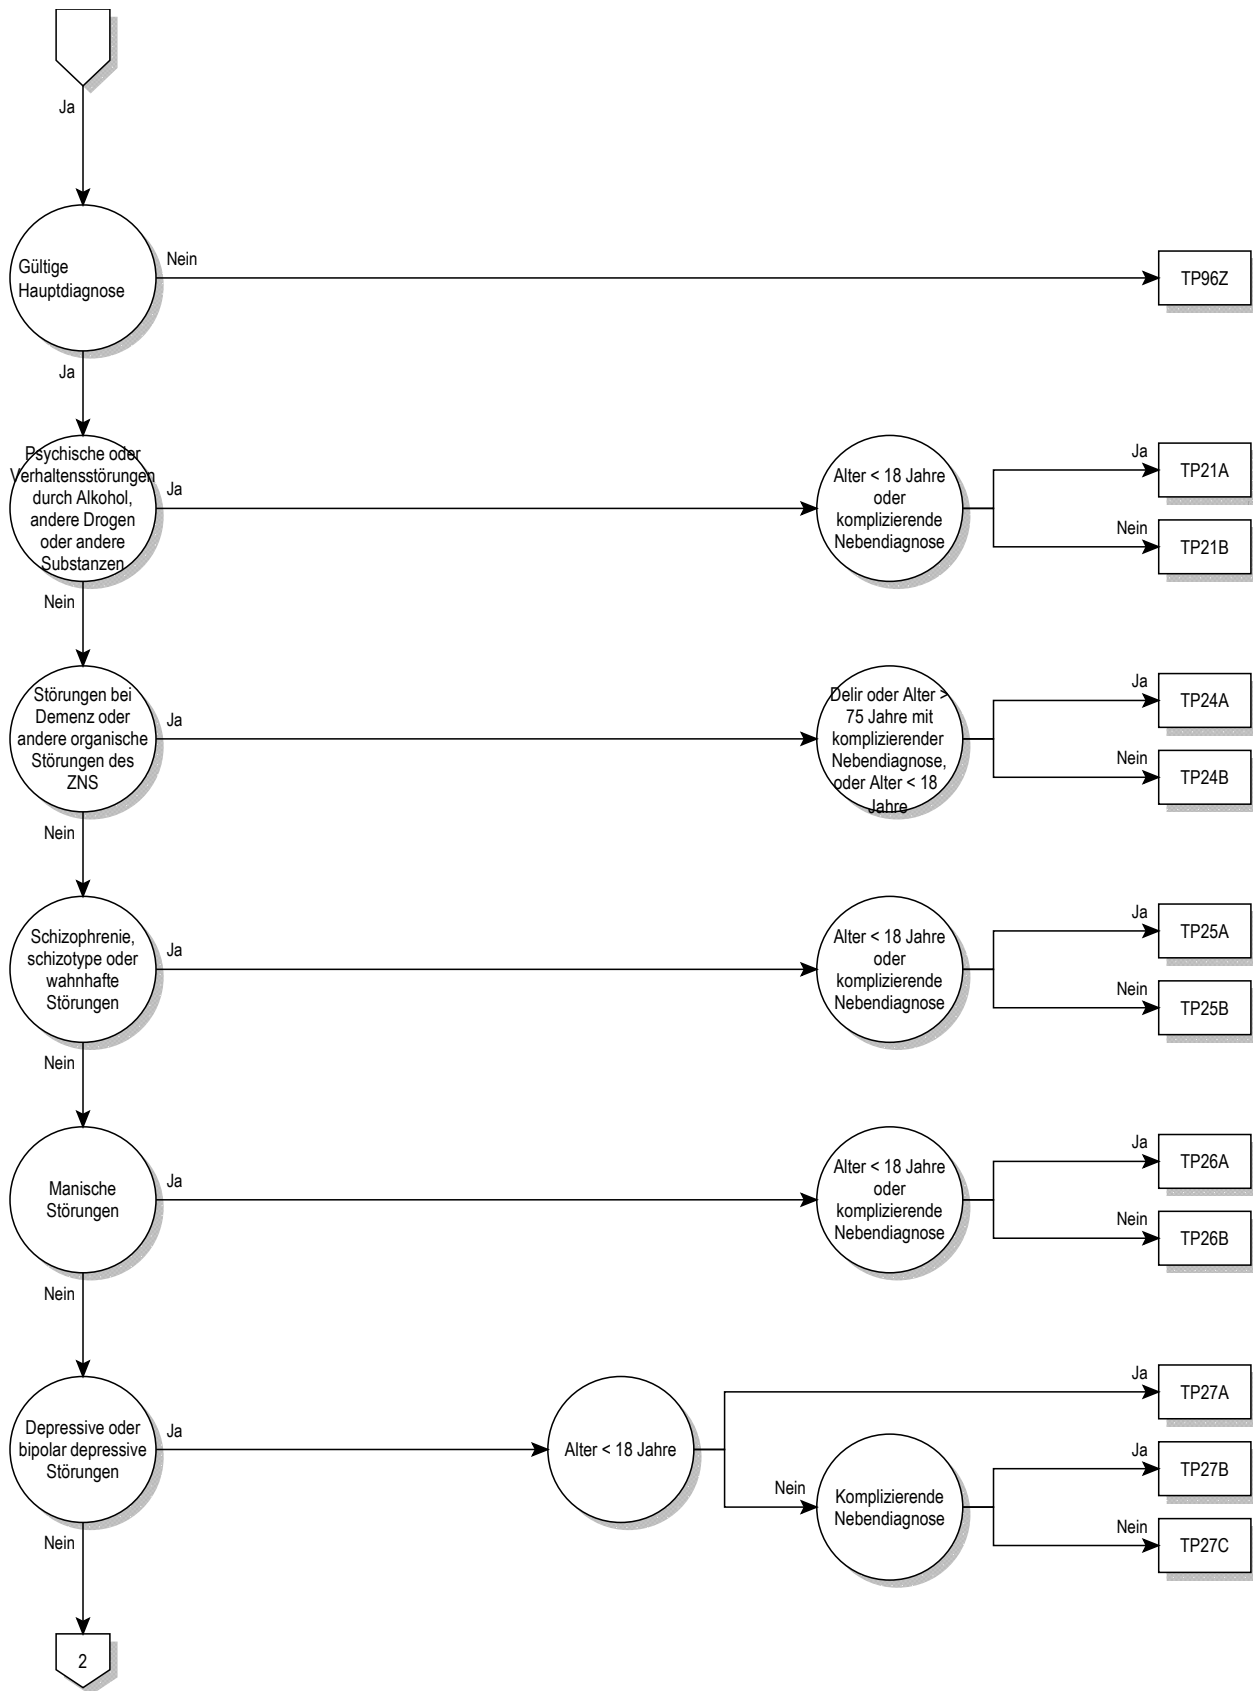 Ja
Gültige
Hauptdiagnose
Nein
TP96Z
Ja
Psychische oder
Verhaltensstörungen
durch Alkohol,
andere Drogen
oder andere
Substanzen
Ja
Alter < 18 Jahre
oder
komplizierende
Nebendiagnose
Ja
TP21A
Nein
TP21B
Nein
Störungen bei
Demenz oder
andere organische
Störungen des
ZNS
Ja
Delir oder Alter >
75 Jahre mit
komplizierender
Nebendiagnose,
oder Alter < 18
Jahre
Ja
TP24A
Nein
TP24B
Nein
Schizophrenie,
schizotype oder
wahnhafte
Störungen
Ja
Alter < 18 Jahre
oder
komplizierende
Nebendiagnose
Ja
TP25A
Nein
TP25B
Nein
Manische
Störungen
Ja
Alter < 18 Jahre
oder
komplizierende
Nebendiagnose
Ja
TP26A
Nein
TP26B
Nein
Depressive oder
bipolar depressive
Störungen
Ja
Alter < 18 Jahre
Ja
TP27A
Nein
Komplizierende
Nebendiagnose
Ja
TP27B
Nein
TP27C
Nein
2